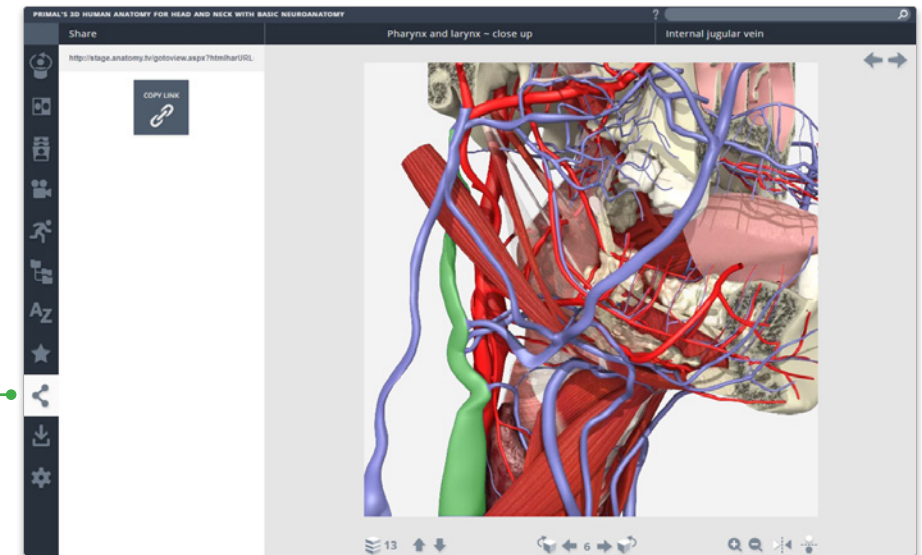 PRIMAL'S 3D HUMAN ANATOMY FOR HEAD AND NECK WITH BASIC NEUROANATOMY
?
Share
Pharynx and larynx ~ close up
Internal jugular vein
http://stage.anatomy.tv/gotoview.aspx?htmlharURL
COPY LINK
AZ
13
6